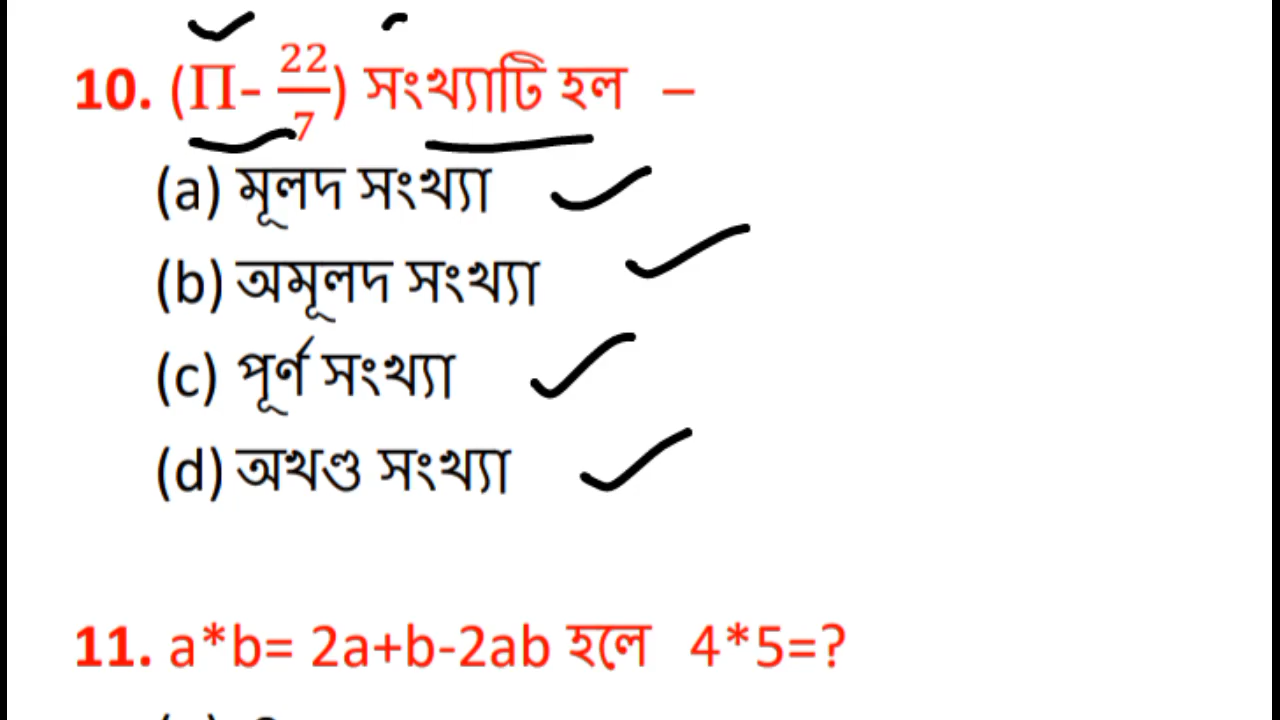 10. (Π- 22/7) সংখ্যাটি হল –
(a) মূলদ সংখ্যা
(b) অমূলদ সংখ্যা
(c) পূর্ণ সংখ্যা
(d) অখণ্ড সংখ্যা
11. a*b= 2a+b-2ab হলে 4*5=?